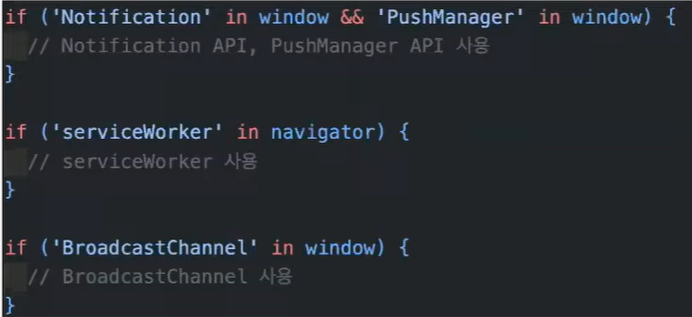 if ('Notification' in window && 'PushManager' in window) {
// Notification API, PushManager API 사용
}
if ('serviceWorker' in navigator) {
// serviceWorker 사용
}
if ('BroadcastChannel' in window) {
// BroadcastChannel 사용
}